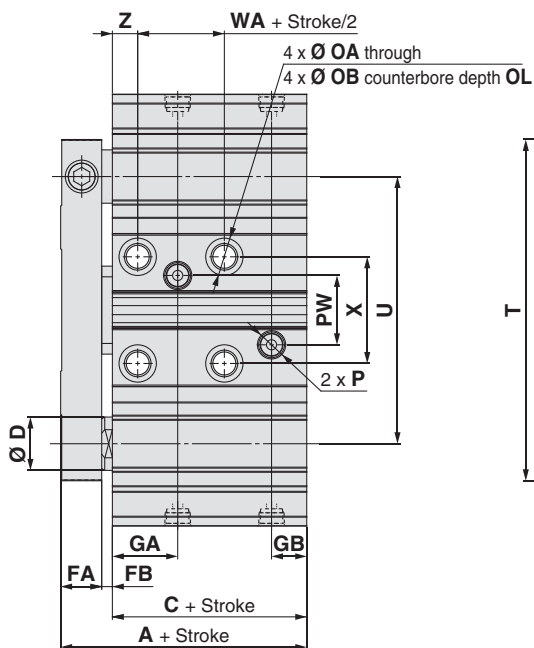 Z
WA + Stroke/2
4 x Ø OA through
4 x Ø OB counterbore depth OL
PW
X
U
T
2 x P
Ø D
GA
GB
FA
FB
C + Stroke
A + Stroke